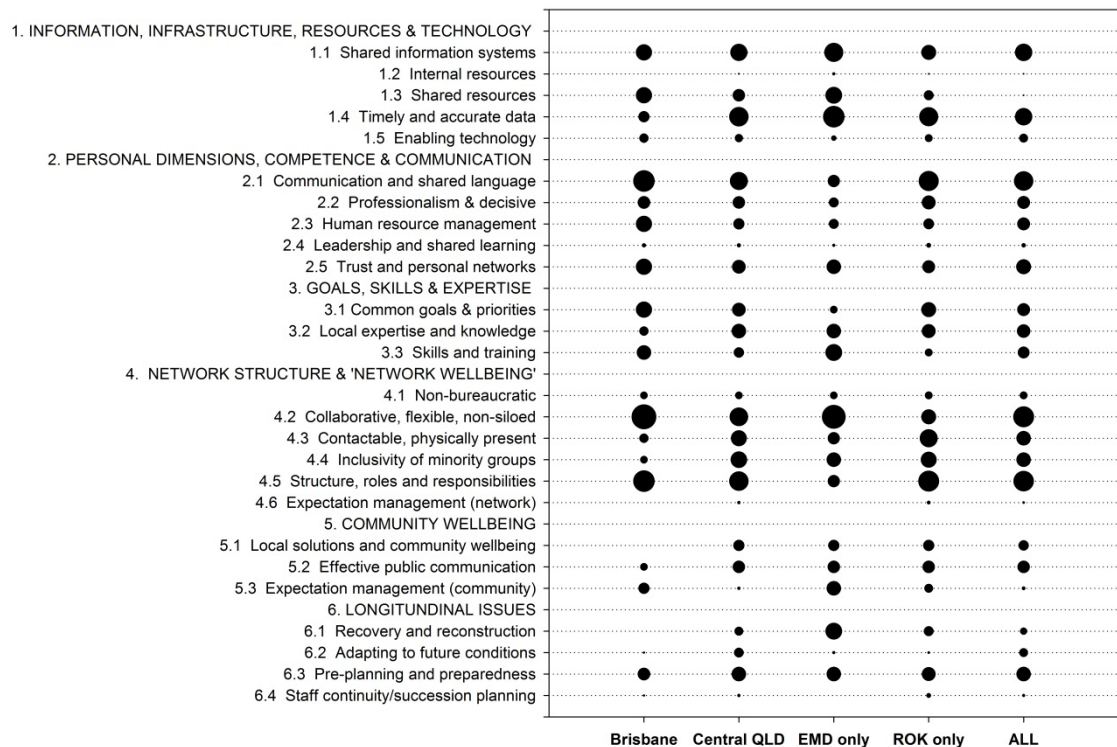 1. INFORMATION, INFRASTRUCTURE, RESOURCES & TECHNOLOGY
1.1 Shared information systems
1.2 Internal resources
1.3 Shared resources
1.4 Timely and accurate data
1.5 Enabling technology
2. PERSONAL DIMENSIONS, COMPETENCE & COMMUNICATION
2.1 Communication and shared language
2.2 Professionalism & decisive
2.3 Human resource management
2.4 Leadership and shared learning
2.5 Trust and personal networks
3. GOALS, SKILLS & EXPERTISE
3.1 Common goals & priorities
3.2 Local expertise and knowledge
3.3 Skills and training
4. NETWORK STRUCTURE & 'NETWORK WELLBEING'
4.1 Non-bureaucratic
4.2 Collaborative, flexible, non-siloed
4.3 Contactable, physically present
4.4 Inclusivity of minority groups
4.5 Structure, roles and responsibilities
4.6 Expectation management (network)
5. COMMUNITY WELLBEING
5.1 Local solutions and community wellbeing
5.2 Effective public communication
5.3 Expectation management (community)
6. LONGITUNDINAL ISSUES
6.1 Recovery and reconstruction
6.2 Adapting to future conditions
6.3 Pre-planning and preparedness
6.4 Staff continuity/succession planning
Brisbane Central QLD EMD only ROK only ALL